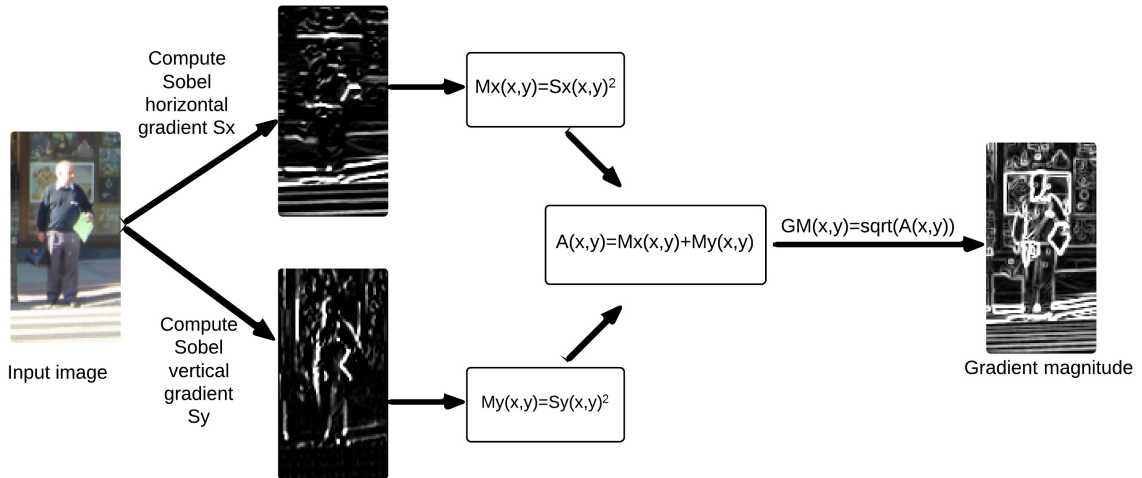 Compute
Sobel
horizontal
gradient Sx
Mx(x,y)=Sx(x,y)²
A(x,y)=Mx(x,y)+My(x,y)
GM(x,y)=sqrt(A(x,y))
Compute
Sobel
vertical
gradient
Sy
My(x,y)=Sy(x,y)²
Input image
Gradient magnitude